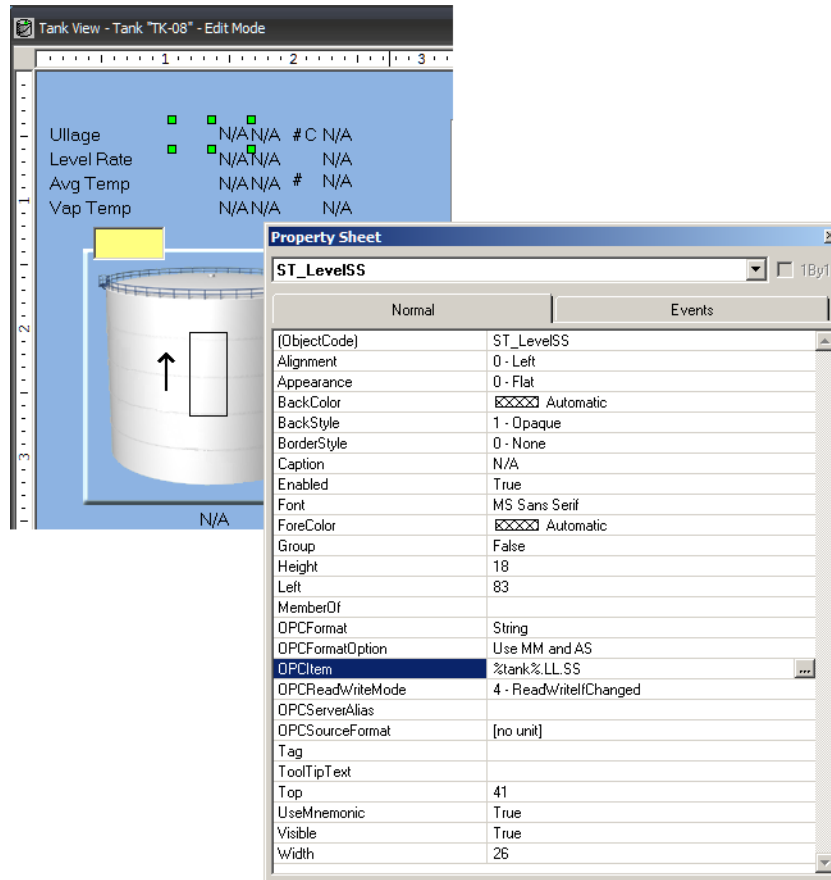 Tank View - Tank "TK-08" - Edit Mode
1 2 3
Ullage N/A N/A # C N/A
Level Rate N/A N/A N/A
Avg Temp N/A N/A # N/A
Vap Temp N/A N/A N/A
1
2
3
N/A
Property Sheet
ST_LevelSS 1By1
Normal Events
(ObjectCode) ST_LevelSS
Alignment 0 - Left
Appearance 0 - Flat
BackColor Automatic
BackStyle 1 - Opaque
BorderStyle 0 - None
Caption N/A
Enabled True
Font MS Sans Serif
ForeColor Automatic
Group False
Height 18
Left 83
MemberOf
OPCFormat String
OPCFormatOption Use MM and AS
OPCItem %tank%.LL.SS ...
OPCReadWriteMode 4 - ReadWriteIfChanged
OPCServerAlias
OPCSourceFormat [no unit]
Tag
ToolTipText
Top 41
UseMnemonic True
Visible True
Width 26